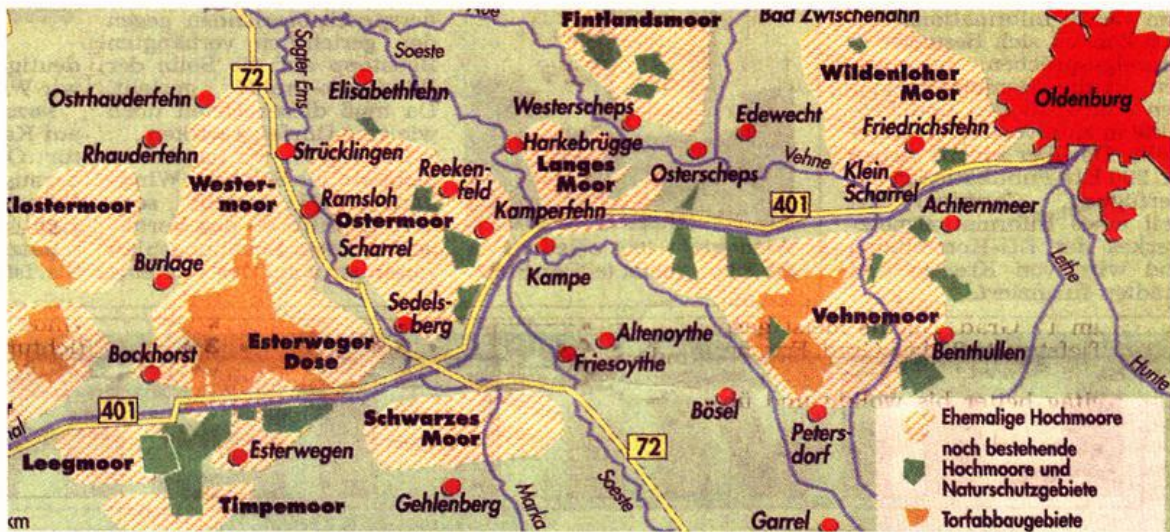 Fintlandsmoor
Bad Zwischenahn
Soeste
Sagter Ems
72
Elisabethfehn
Wildenloher
Moor
Oldenburg
Ostrhauderfehn
Westerscheps
Edewecht
Friedrichsfehn
Rhauderfehn
Strücklingen
Harkebrügge
Reeken-
feld
Langes
Moor
Osterscheps
Vehne
Klein
Scharrel
Wester-
moor
Ramsloh
Ostermoor
Kamperfehn
401
Achternmeer
Klostermoor
Scharrel
Burlage
Kampe
Lethe
Sedels-
berg
Vehnemoor
Altenoythe
Esterweger
Dose
Benthullen
Bockhorst
Friesoythe
Hunte
401
Bösel
Schwarzes
Moor
Peters-
dorf
72
Leegmoor
Esterwegen
Soeste
Timpemoor
Gehlenberg
Marka
Garrel
km
Ehemalige Hochmoore
noch bestehende
Hochmoore und
Naturschutzgebiete
Torfabbaugebiete